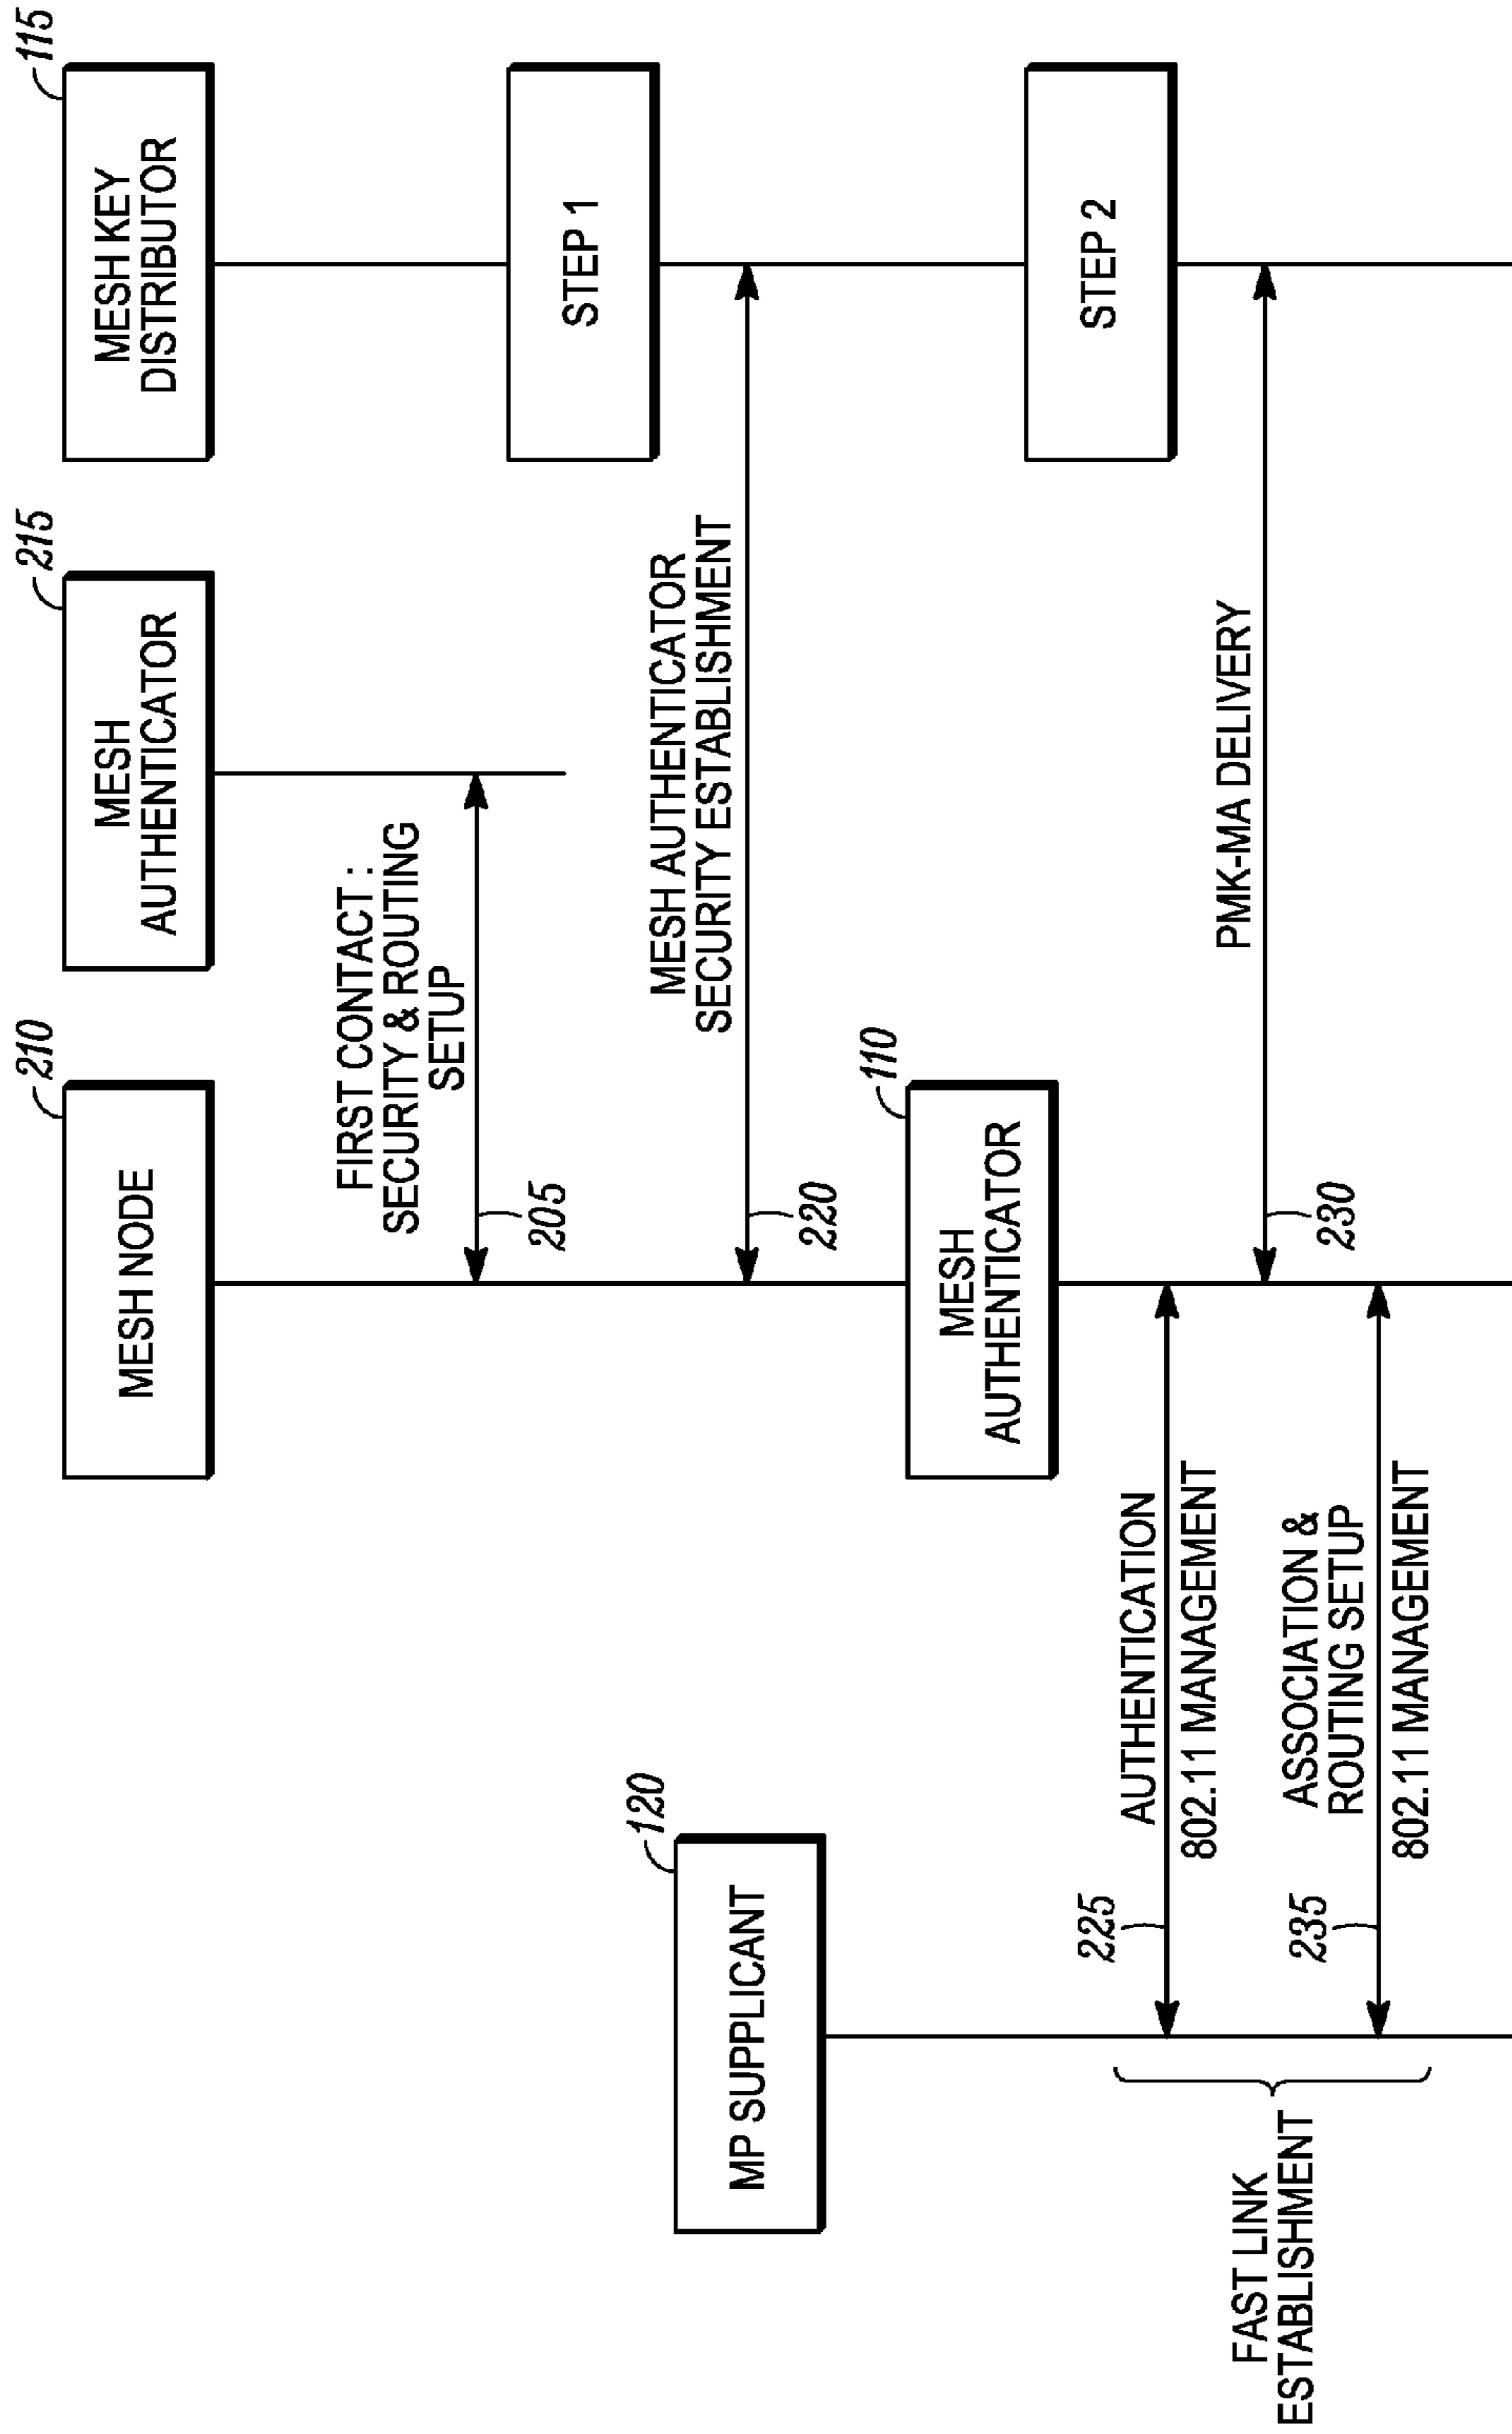 210
MESH NODE
215
MESH
AUTHENTICATOR
115
MESH KEY
DISTRIBUTOR
FIRST CONTACT :
SECURITY & ROUTING
SETUP
205
STEP 1
120
MP SUPPLICANT
MESH AUTHENTICATOR
SECURITY ESTABLISHMENT
220
110
MESH
AUTHENTICATOR
STEP 2
225
AUTHENTICATION
802.11 MANAGEMENT
PMK-MA DELIVERY
230
FAST LINK
ESTABLISHMENT
235
ASSOCIATION &
ROUTING SETUP
802.11 MANAGEMENT